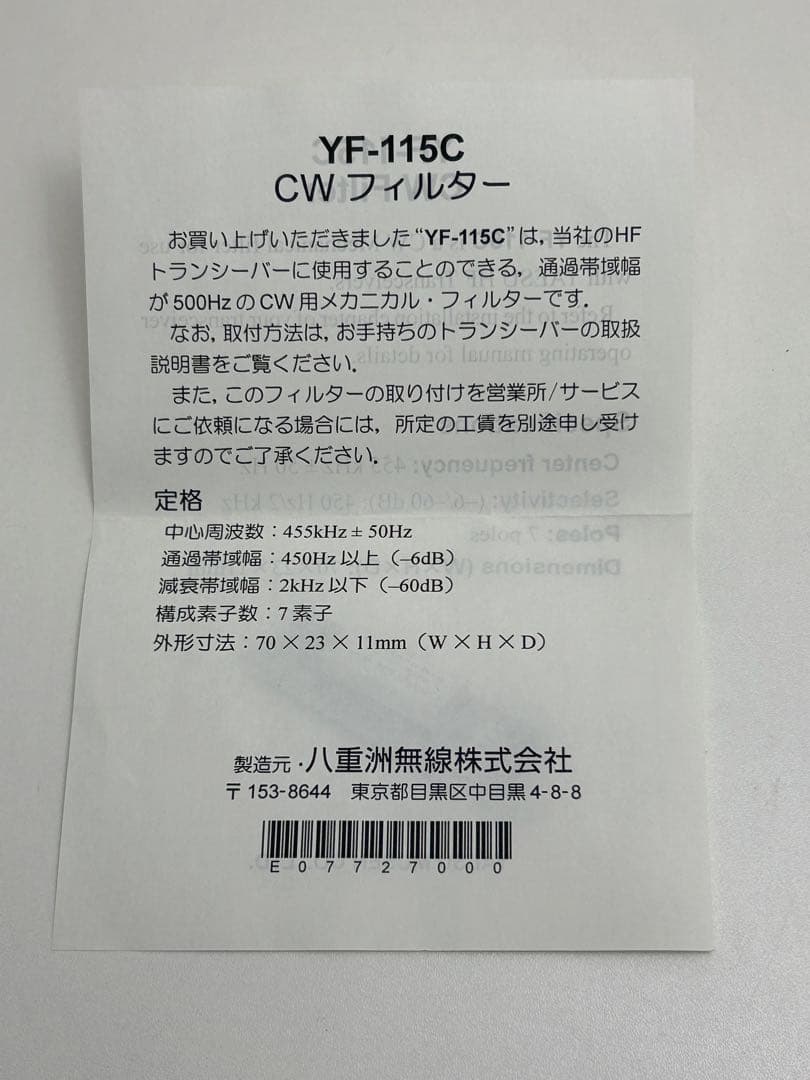 YF-115C
CW フィルター
お買い上げいただきました“YF-115C”は，当社のHF
トランシーバーに使用することのできる，通過帯域幅
が500HzのCW用メカニカル・フィルターです．
なお，取付方法は，お手持ちのトランシーバーの取扱
説明書をご覧ください．
また，このフィルターの取り付けを営業所/サービス
にご依頼になる場合には，所定の工賃を別途申し受け
ますのでご了承ください．
定格
中心周波数：455kHz ± 50Hz
通過帯域幅：450Hz 以上（–6dB）
減衰帯域幅：2kHz 以下（–60dB）
構成素子数：7 素子
外形寸法：70 × 23 × 11mm（W × H × D）
製造元・八重洲無線株式会社
〒153-8644　東京都目黒区中目黒4-8-8
E07727000